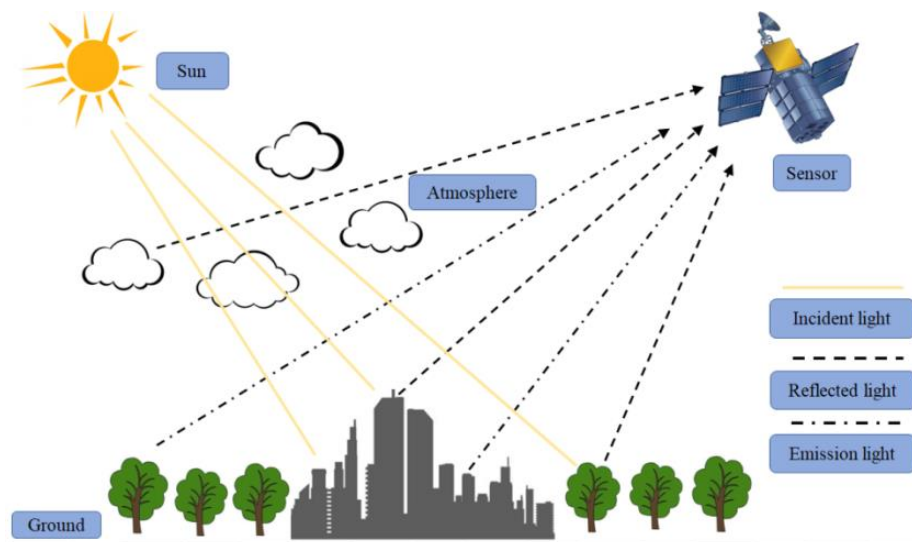 Sun
Atmosphere
Sensor
Incident light
Reflected light
Emission light
Ground